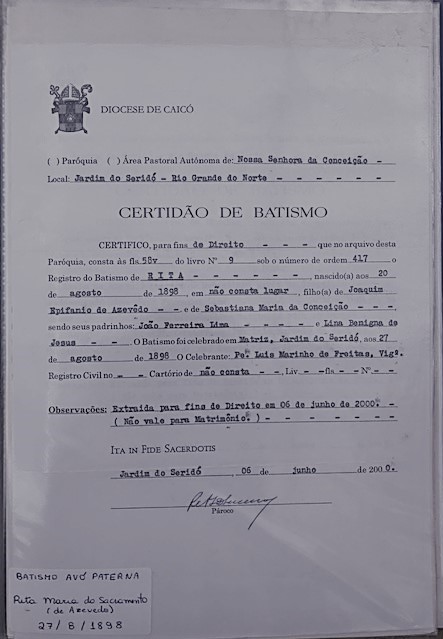 DIOCESE DE CAICÓ
( ) Paróquia ( ) Área Pastoral Autônoma de: Nossa Senhora da Conceição -
Local: Jardim do Seridó - Rio Grande do Norte - - - - - -
CERTIDÃO DE BATISMO
CERTIFICO, para fins de Direito - - - que no arquivo desta
Paróquia, consta às fls. 58v do livro Nº 9 sob o número de ordem 417 o
Registro do Batismo de R I T A - - - - - - , nascido(a) aos 20
de agosto de 1898, em não consta lugar, filho(a) de Joaquim
Epifanio de Azevêdo - - e de Sebastiana Maria da Conceição - - -
sendo seus padrinhos: João Ferreira Lima - - - - e Lina Benigna de
Jesus - - . O Batismo foi celebrado em Matriz, Jardim do Seridó, aos 27
de agosto de 1898 O Celebrante: Pe. Luis Marinho de Freitas, Vigº.
Registro Civil no - - Cartório de não consta - - , Liv - -fls - - Nº - -
Observações: Extraida para fins de Direito em 06 de junho de 2000. -
( Não vale para Matrimônio. ) - - - - - - - -
ITA IN FIDE SACERDOTIS
Jardim do Seridó , 06 de junho de 2000.
Pároco
BATISMO AVÓ PATERNA
Rita Maria do Sacramento
- (de Azevedo)
27/8/1898